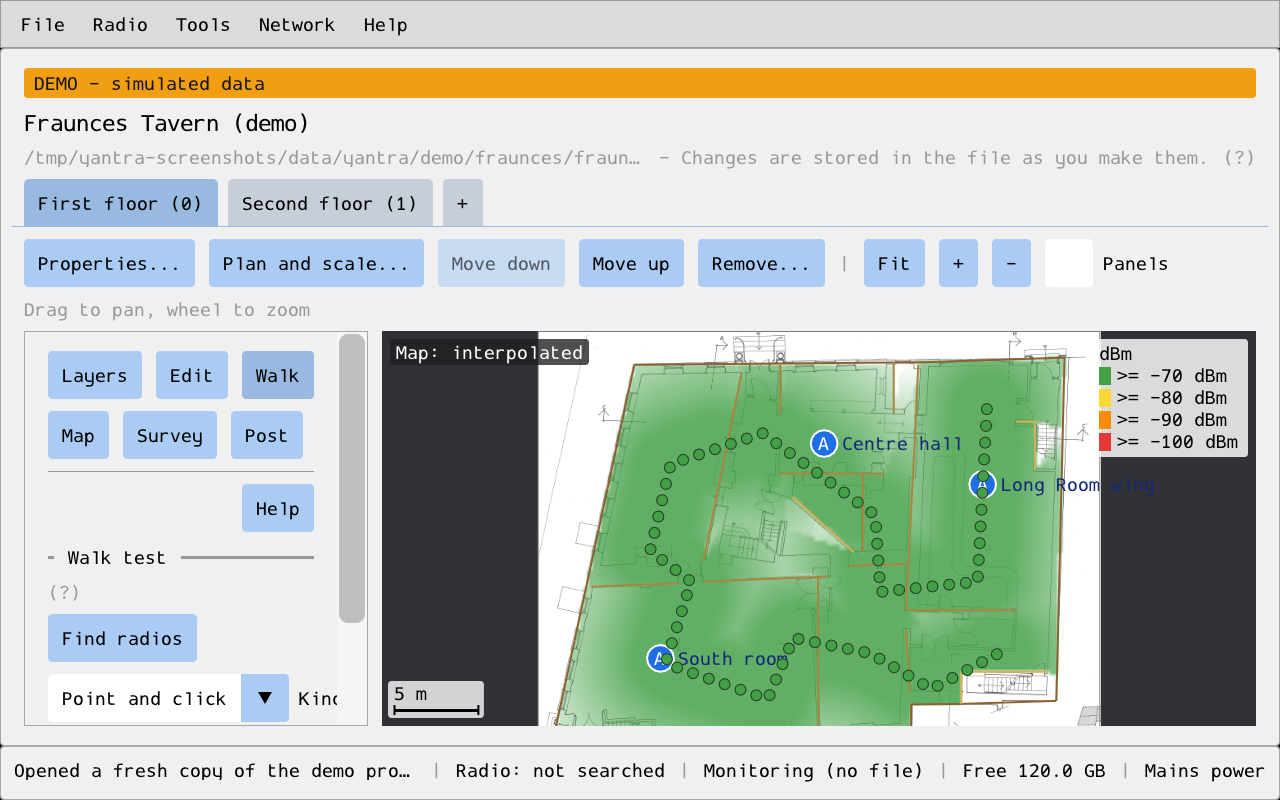 File Radio Tools Network Help
DEMO - simulated data
Fraunces Tavern (demo)
/tmp/yantra-screenshots/data/yantra/demo/fraunces/fraun… - Changes are stored in the file as you make them. (?)
First floor (0) Second floor (1) +
Properties... Plan and scale... Move down Move up Remove... | Fit + - Panels
Drag to pan, wheel to zoom
Layers Edit Walk
Map Survey Post
Help
Walk test
(?)
Find radios
Point and click ▼ Kind
Map: interpolated
dBm
>= -70 dBm
>= -80 dBm
>= -90 dBm
>= -100 dBm
A Centre hall
A Long Room wing
A South room
5 m
Opened a fresh copy of the demo pro… | Radio: not searched | Monitoring (no file) | Free 120.0 GB | Mains power